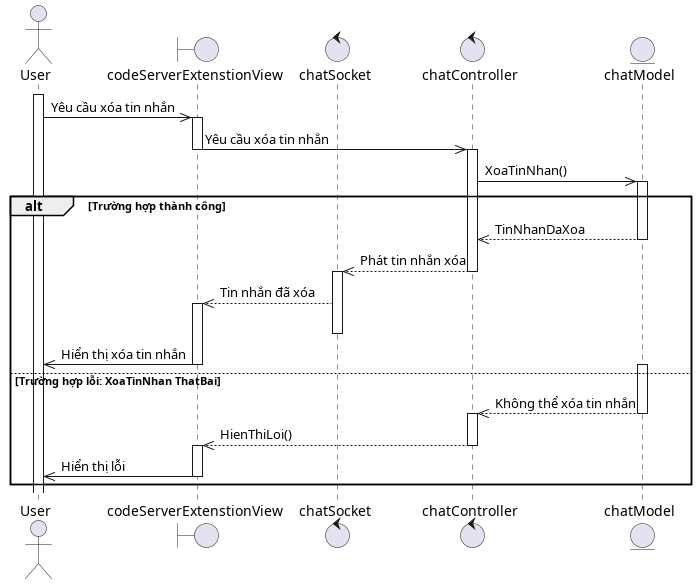 User
codeServerExtenstionView
chatSocket
chatController
chatModel
Yêu cầu xóa tin nhắn
Yêu cầu xóa tin nhắn
XoaTinNhan()
alt
[Trường hợp thành công]
TinNhanDaXoa
Phát tin nhắn xóa
Tin nhắn đã xóa
Hiển thị xóa tin nhắn
[Trường hợp lỗi: XoaTinNhan ThatBai]
Không thể xóa tin nhắn
HienThiLoi()
Hiển thị lỗi
User
codeServerExtenstionView
chatSocket
chatController
chatModel